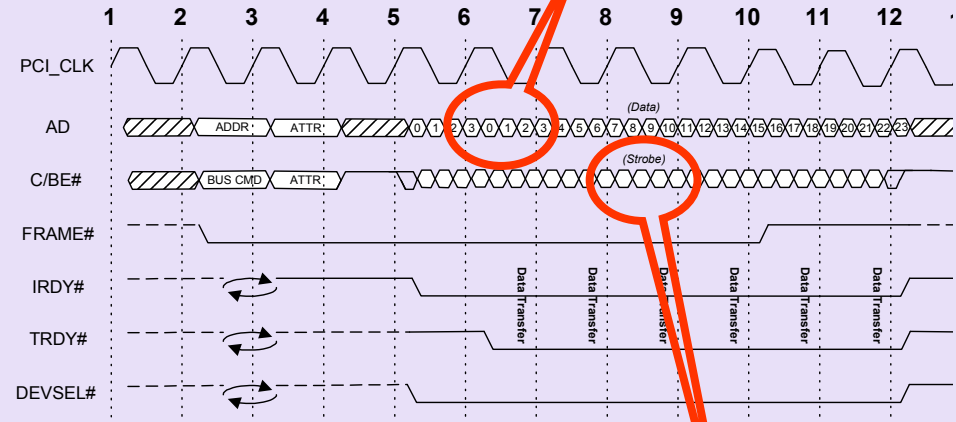 1 2 3 4 5 6 7 8 9 10 11 12
PCI_CLK
AD ADDR ATTR 0 1 2 3 0 1 2 3 4 5 6 7 8 9 10 11 12 13 14 15 16 17 18 19 20 21 22 23
(Data)
C/BE# BUS CMD ATTR
(Strobe)
FRAME#
IRDY#
TRDY#
DEVSEL#
Data Transfer
Data Transfer
Data Transfer
Data Transfer
Data Transfer
Data Transfer